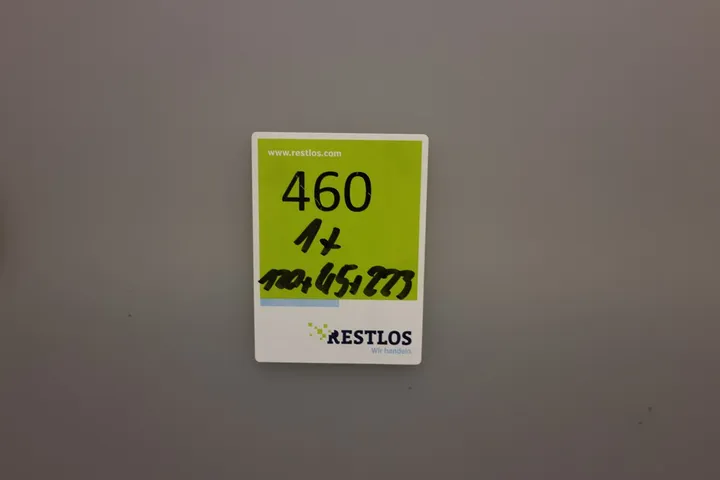 www.restlos.com
460
1x
120x45x223
RESTLOS
Wir handeln